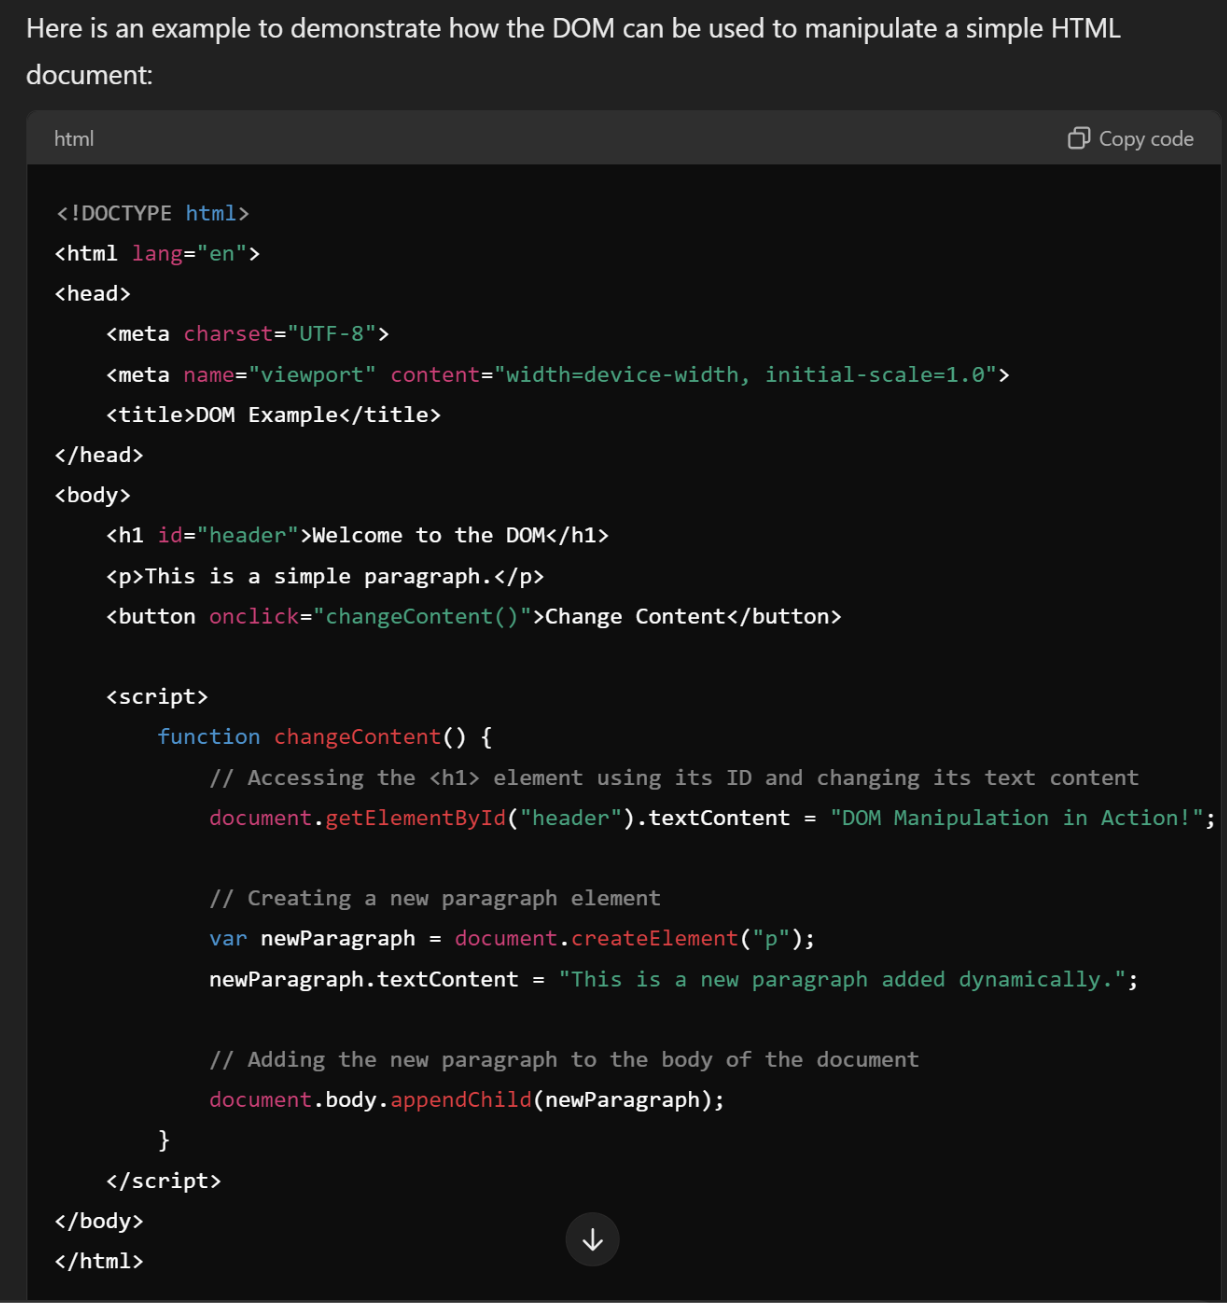 Here is an example to demonstrate how the DOM can be used to manipulate a simple HTML
document:
html
Copy code
<!DOCTYPE html>
<html lang="en">
<head>
    <meta charset="UTF-8">
    <meta name="viewport" content="width=device-width, initial-scale=1.0">
    <title>DOM Example</title>
</head>
<body>
    <h1 id="header">Welcome to the DOM</h1>
    <p>This is a simple paragraph.</p>
    <button onclick="changeContent()">Change Content</button>

    <script>
        function changeContent() {
            // Accessing the <h1> element using its ID and changing its text content
            document.getElementById("header").textContent = "DOM Manipulation in Action!";

            // Creating a new paragraph element
            var newParagraph = document.createElement("p");
            newParagraph.textContent = "This is a new paragraph added dynamically.";

            // Adding the new paragraph to the body of the document
            document.body.appendChild(newParagraph);
        }
    </script>
</body>
</html>